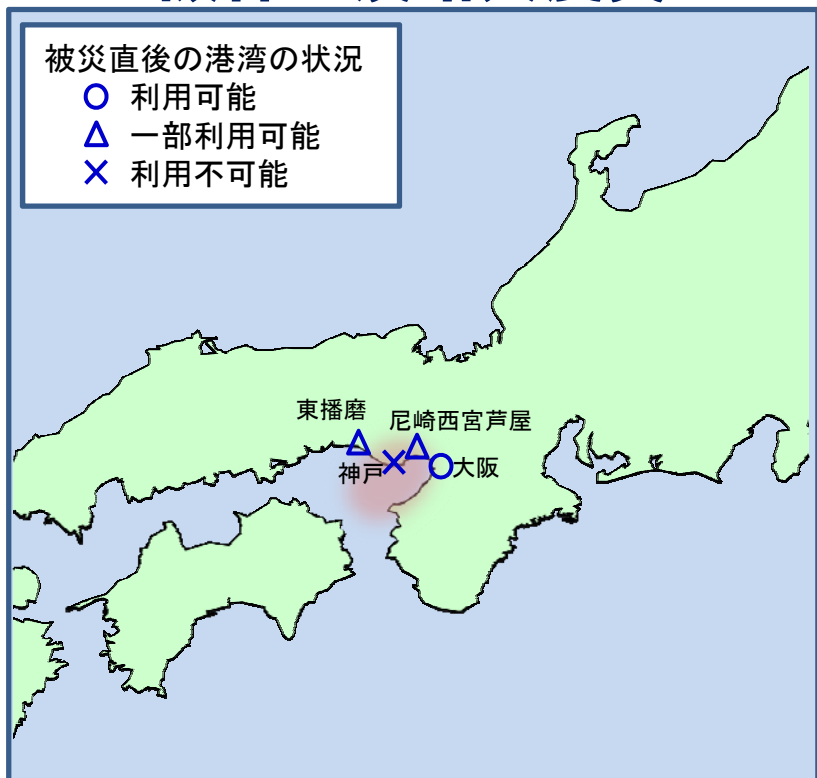 被災直後の港湾の状況
○ 利用可能
△ 一部利用可能
× 利用不可能
東播磨
尼崎西宮芦屋
神戸
大阪